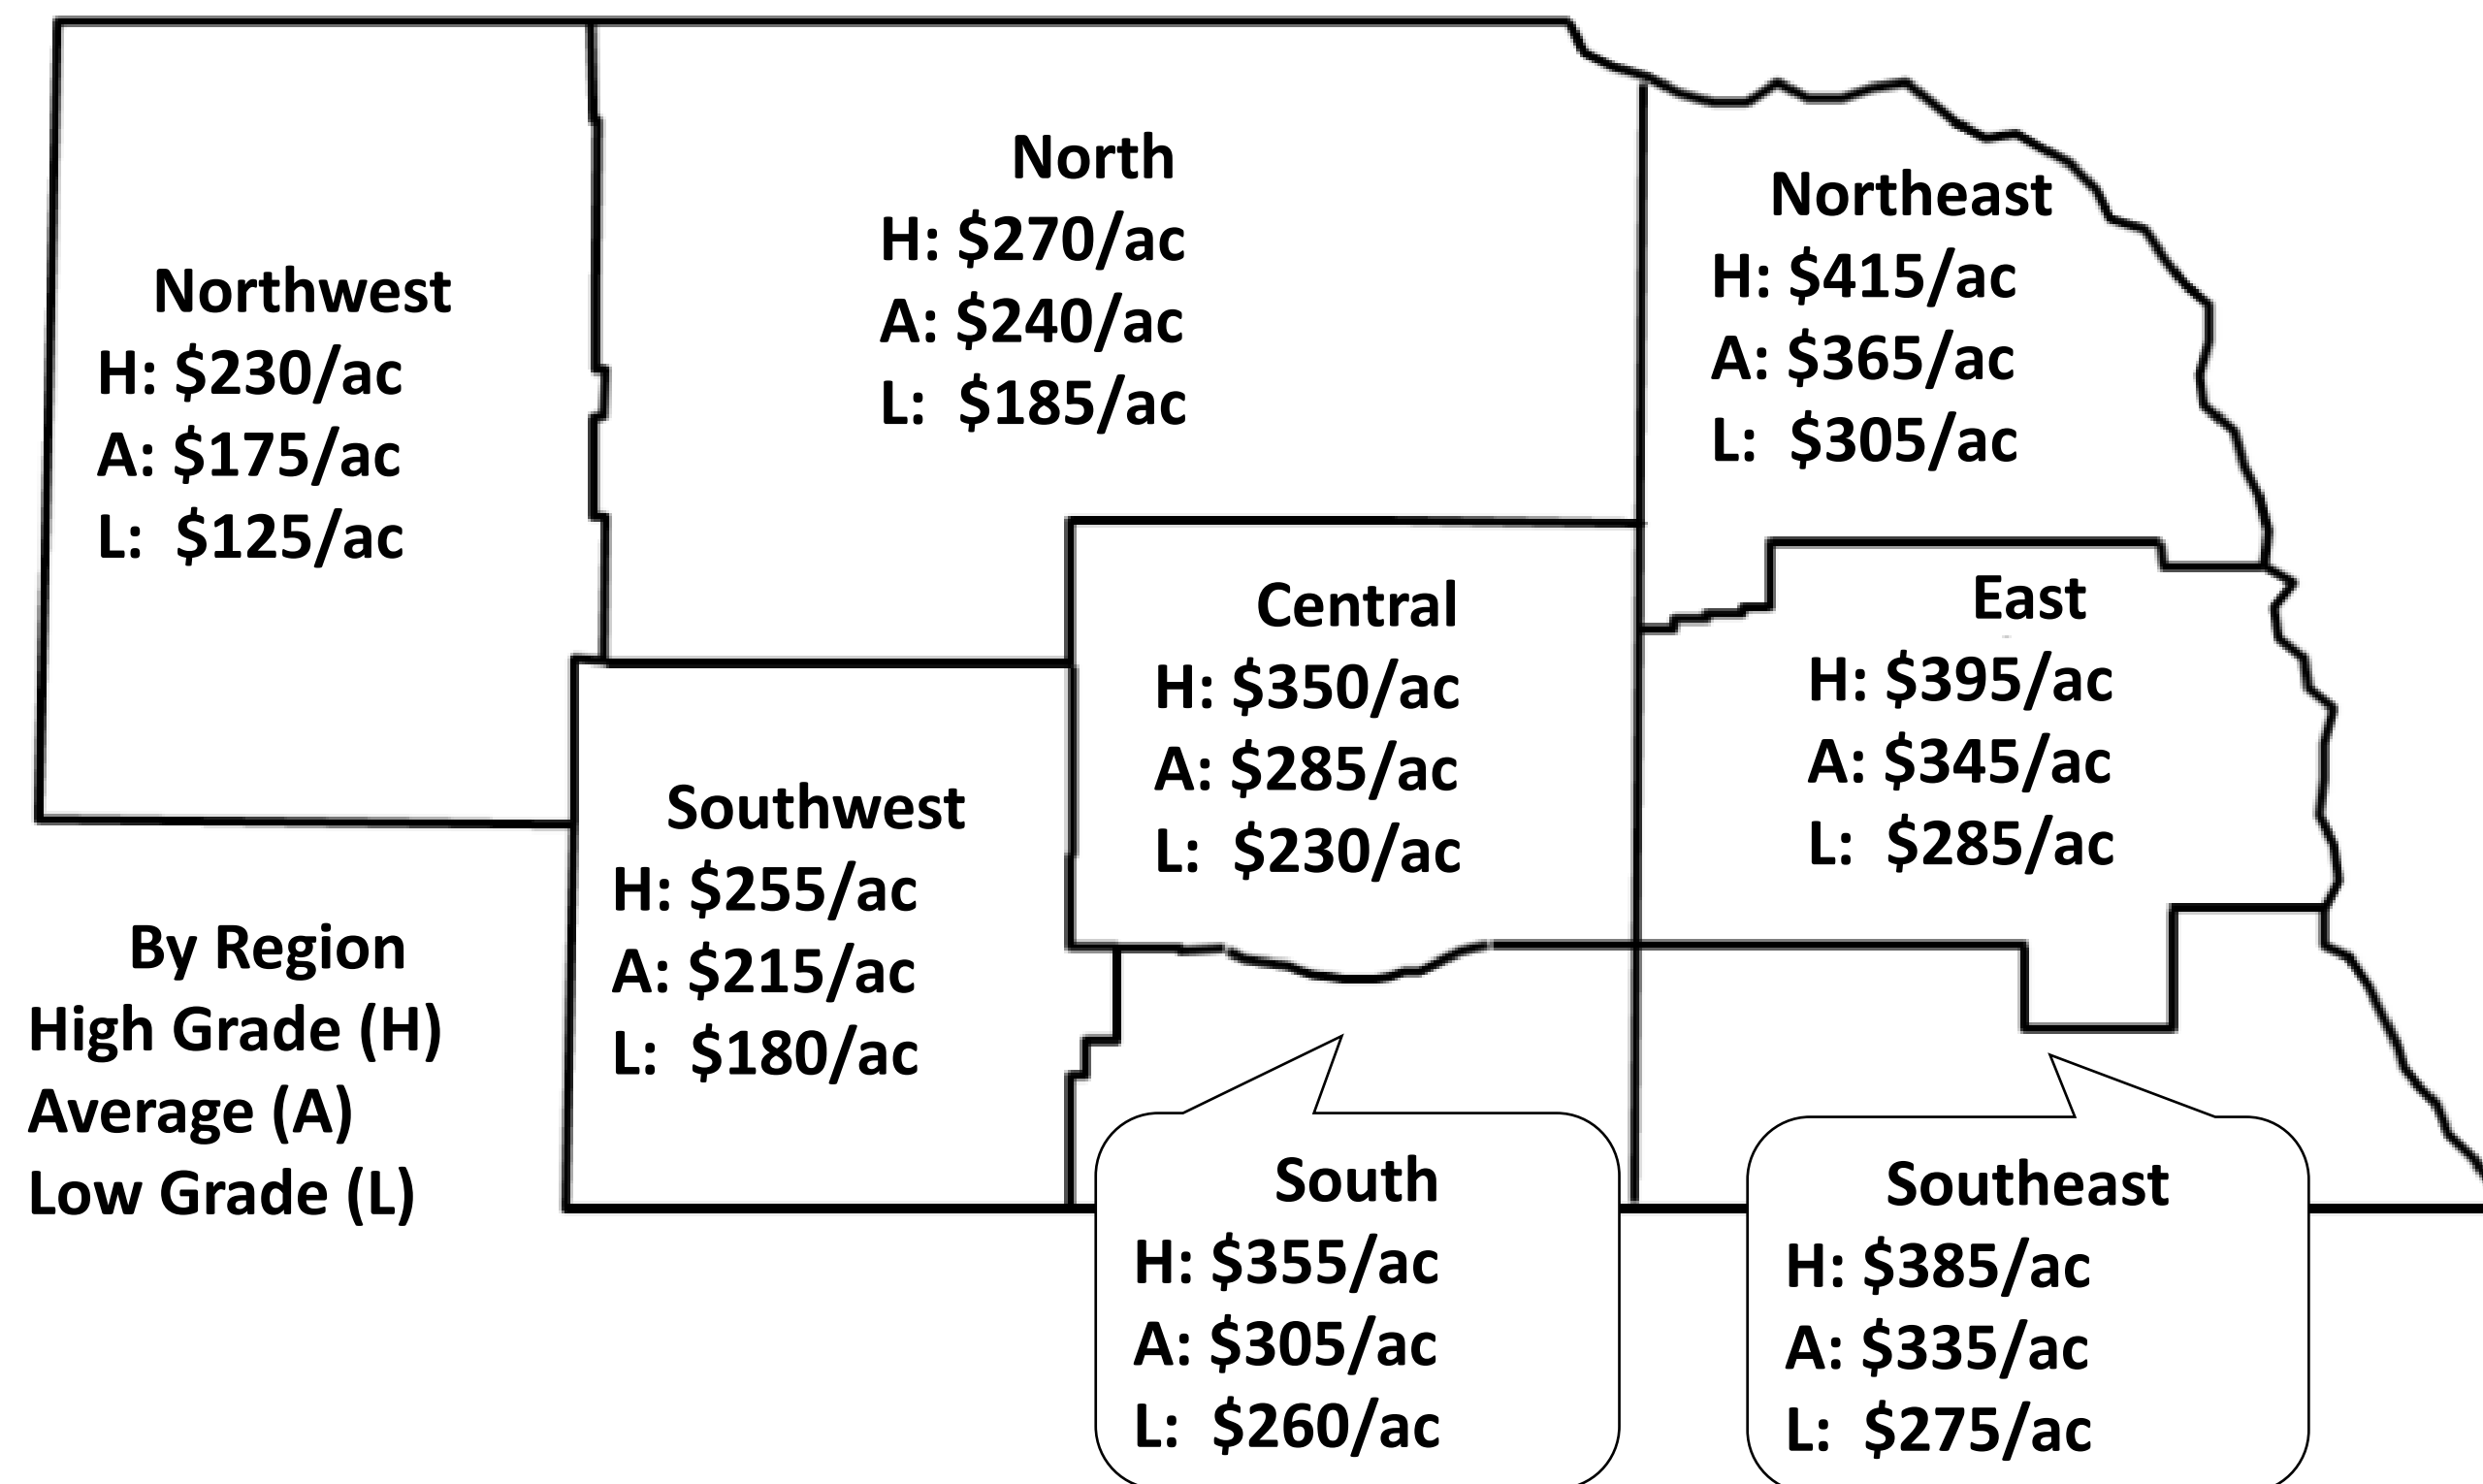 North
H: $270/ac
A: $240/ac
L: $185/ac
Northeast
H: $415/ac
A: $365/ac
L: $305/ac
Northwest
H: $230/ac
A: $175/ac
L: $125/ac
Central
H: $350/ac
A: $285/ac
L: $230/ac
East
H: $395/ac
A: $345/ac
L: $285/ac
Southwest
H: $255/ac
A: $215/ac
L: $180/ac
By Region
High Grade (H)
Average (A)
Low Grade (L)
South
H: $355/ac
A: $305/ac
L: $260/ac
Southeast
H: $385/ac
A: $335/ac
L: $275/ac